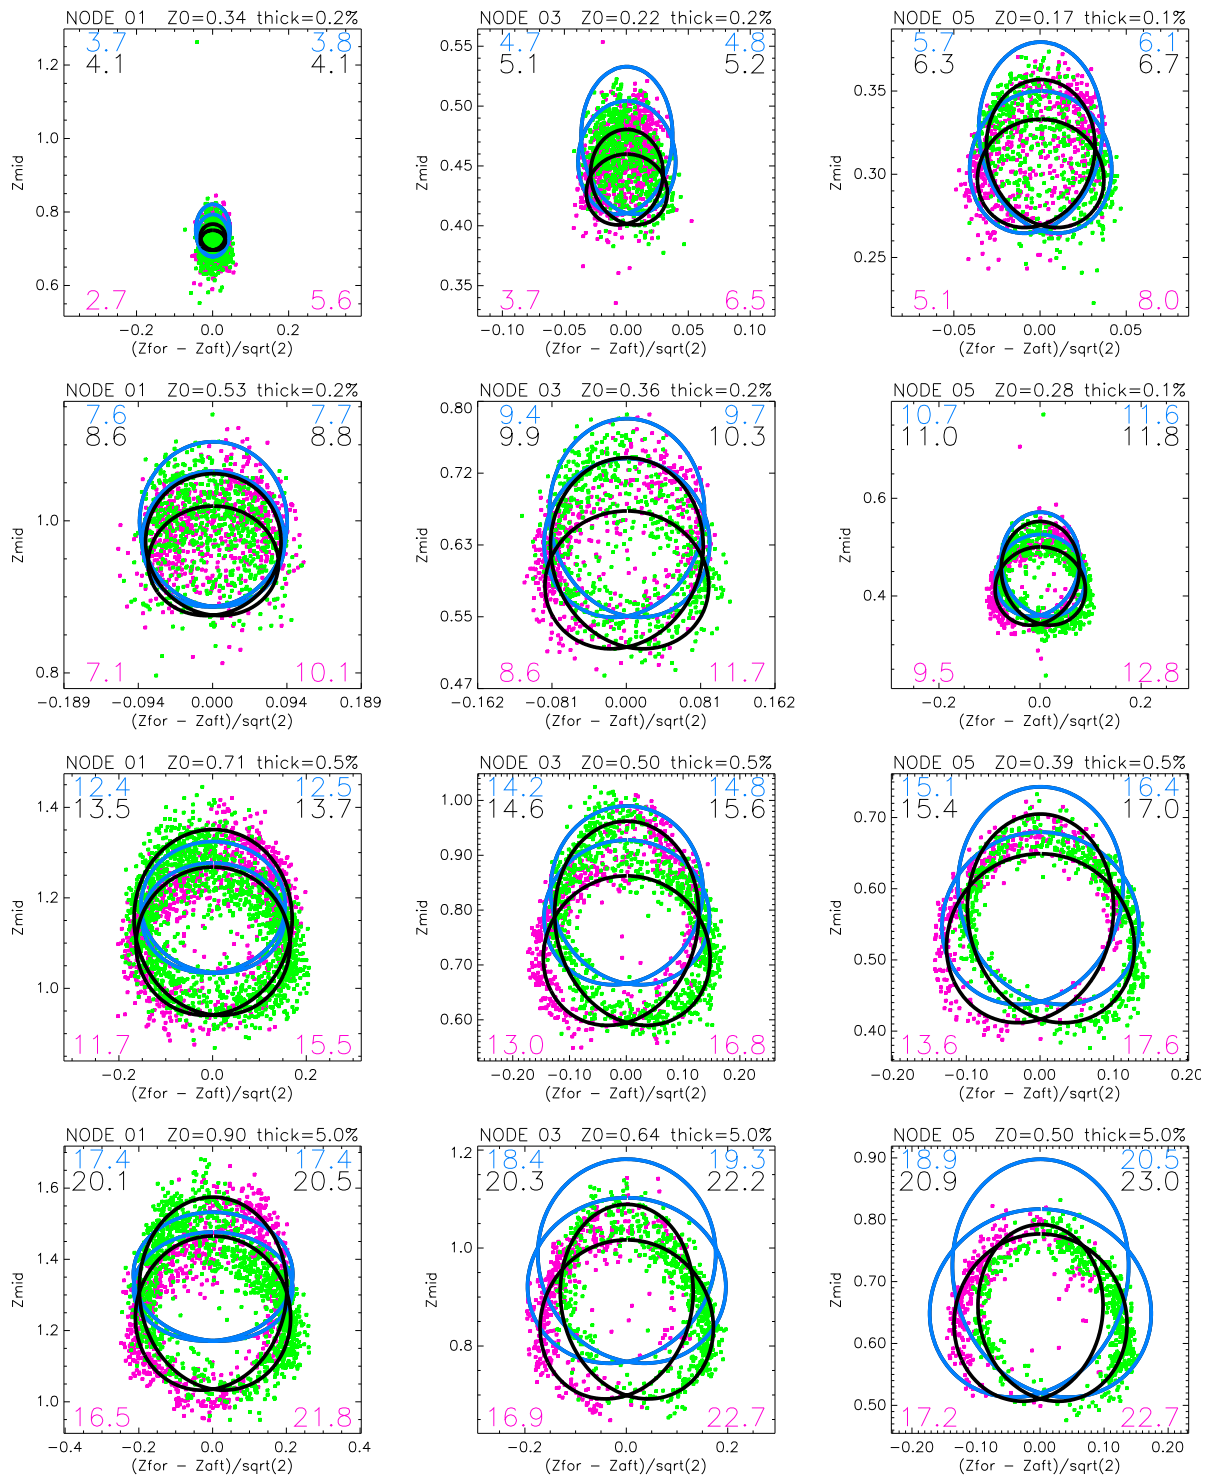 NODE 01 Z0=0.34 thick=0.2%
3.7 3.8
4.1 4.1
1.2
1.0
0.8
0.6
Zmid
2.7 5.6
-0.2 0.0 0.2
(Zfor - Zaft)/sqrt(2)
NODE 03 Z0=0.22 thick=0.2%
4.7 4.8
5.1 5.2
0.55
0.50
0.45
0.40
0.35
Zmid
3.7 6.5
-0.10 -0.05 0.00 0.05 0.10
(Zfor - Zaft)/sqrt(2)
NODE 05 Z0=0.17 thick=0.1%
5.7 6.1
6.3 6.7
0.35
0.30
0.25
Zmid
5.1 8.0
-0.05 0.00 0.05
(Zfor - Zaft)/sqrt(2)
NODE 01 Z0=0.53 thick=0.2%
7.6 7.7
8.6 8.8
1.0
0.8
Zmid
7.1 10.1
-0.189 -0.094 0.000 0.094 0.189
(Zfor - Zaft)/sqrt(2)
NODE 03 Z0=0.36 thick=0.2%
9.4 9.7
9.9 10.3
0.80
0.72
0.63
0.55
0.47
Zmid
8.6 11.7
-0.162 -0.081 0.000 0.081 0.162
(Zfor - Zaft)/sqrt(2)
NODE 05 Z0=0.28 thick=0.1%
10.7 11.6
11.0 11.8
0.6
0.4
Zmid
9.5 12.8
-0.2 0.0 0.2
(Zfor - Zaft)/sqrt(2)
NODE 01 Z0=0.71 thick=0.5%
12.4 12.5
13.5 13.7
1.4
1.2
1.0
Zmid
11.7 15.5
-0.2 0.0 0.2
(Zfor - Zaft)/sqrt(2)
NODE 03 Z0=0.50 thick=0.5%
14.2 14.8
14.6 15.6
1.00
0.90
0.80
0.70
0.60
Zmid
13.0 16.8
-0.20 -0.10 0.00 0.10 0.20
(Zfor - Zaft)/sqrt(2)
NODE 05 Z0=0.39 thick=0.5%
15.1 16.4
15.4 17.0
0.70
0.60
0.50
0.40
Zmid
13.6 17.6
-0.20 -0.10 0.00 0.10 0.20
(Zfor - Zaft)/sqrt(2)
NODE 01 Z0=0.90 thick=5.0%
17.4 17.4
20.1 20.5
1.6
1.4
1.2
1.0
Zmid
16.5 21.8
-0.4 -0.2 0.0 0.2 0.4
(Zfor - Zaft)/sqrt(2)
NODE 03 Z0=0.64 thick=5.0%
18.4 19.3
20.3 22.2
1.2
1.0
0.8
Zmid
16.9 22.7
-0.2 0.0 0.2
(Zfor - Zaft)/sqrt(2)
NODE 05 Z0=0.50 thick=5.0%
18.9 20.5
20.9 23.0
0.90
0.80
0.70
0.60
0.50
Zmid
17.2 22.7
-0.20 -0.10 0.00 0.10 0.20
(Zfor - Zaft)/sqrt(2)